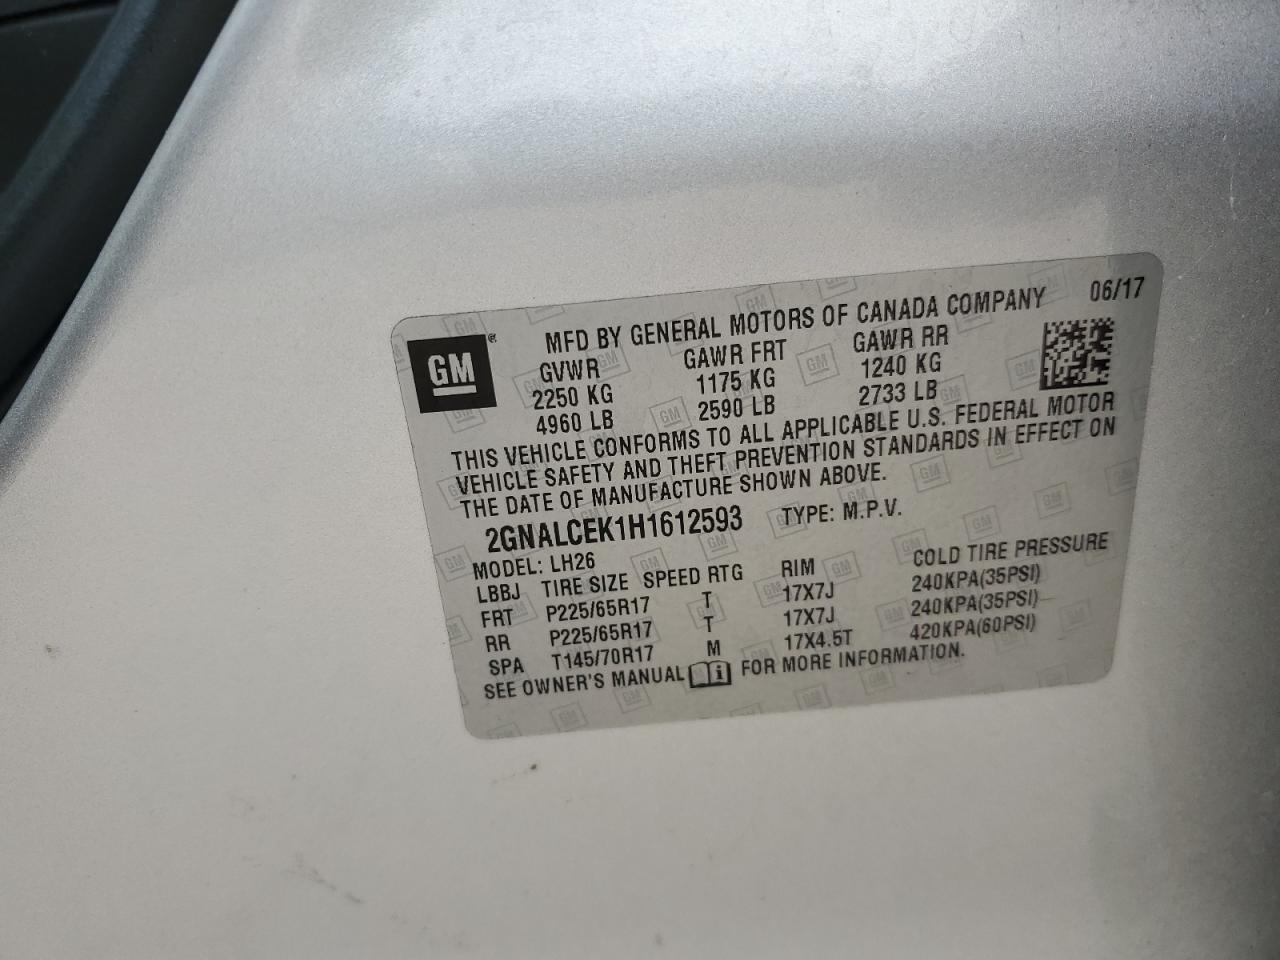 GM
MFD BY GENERAL MOTORS OF CANADA COMPANY 06/17
GVWR GAWR FRT GAWR RR
2250 KG 1175 KG 1240 KG
4960 LB 2590 LB 2733 LB
THIS VEHICLE CONFORMS TO ALL APPLICABLE U.S. FEDERAL MOTOR
VEHICLE SAFETY AND THEFT PREVENTION STANDARDS IN EFFECT ON
THE DATE OF MANUFACTURE SHOWN ABOVE.
2GNALCEK1H1612593 TYPE: M.P.V.
MODEL: LH26
LBBJ TIRE SIZE SPEED RTG RIM COLD TIRE PRESSURE
FRT P225/65R17 T 17X7J 240KPA(35PSI)
RR P225/65R17 T 17X7J 240KPA(35PSI)
SPA T145/70R17 M 17X4.5T 420KPA(60PSI)
SEE OWNER'S MANUAL i FOR MORE INFORMATION.